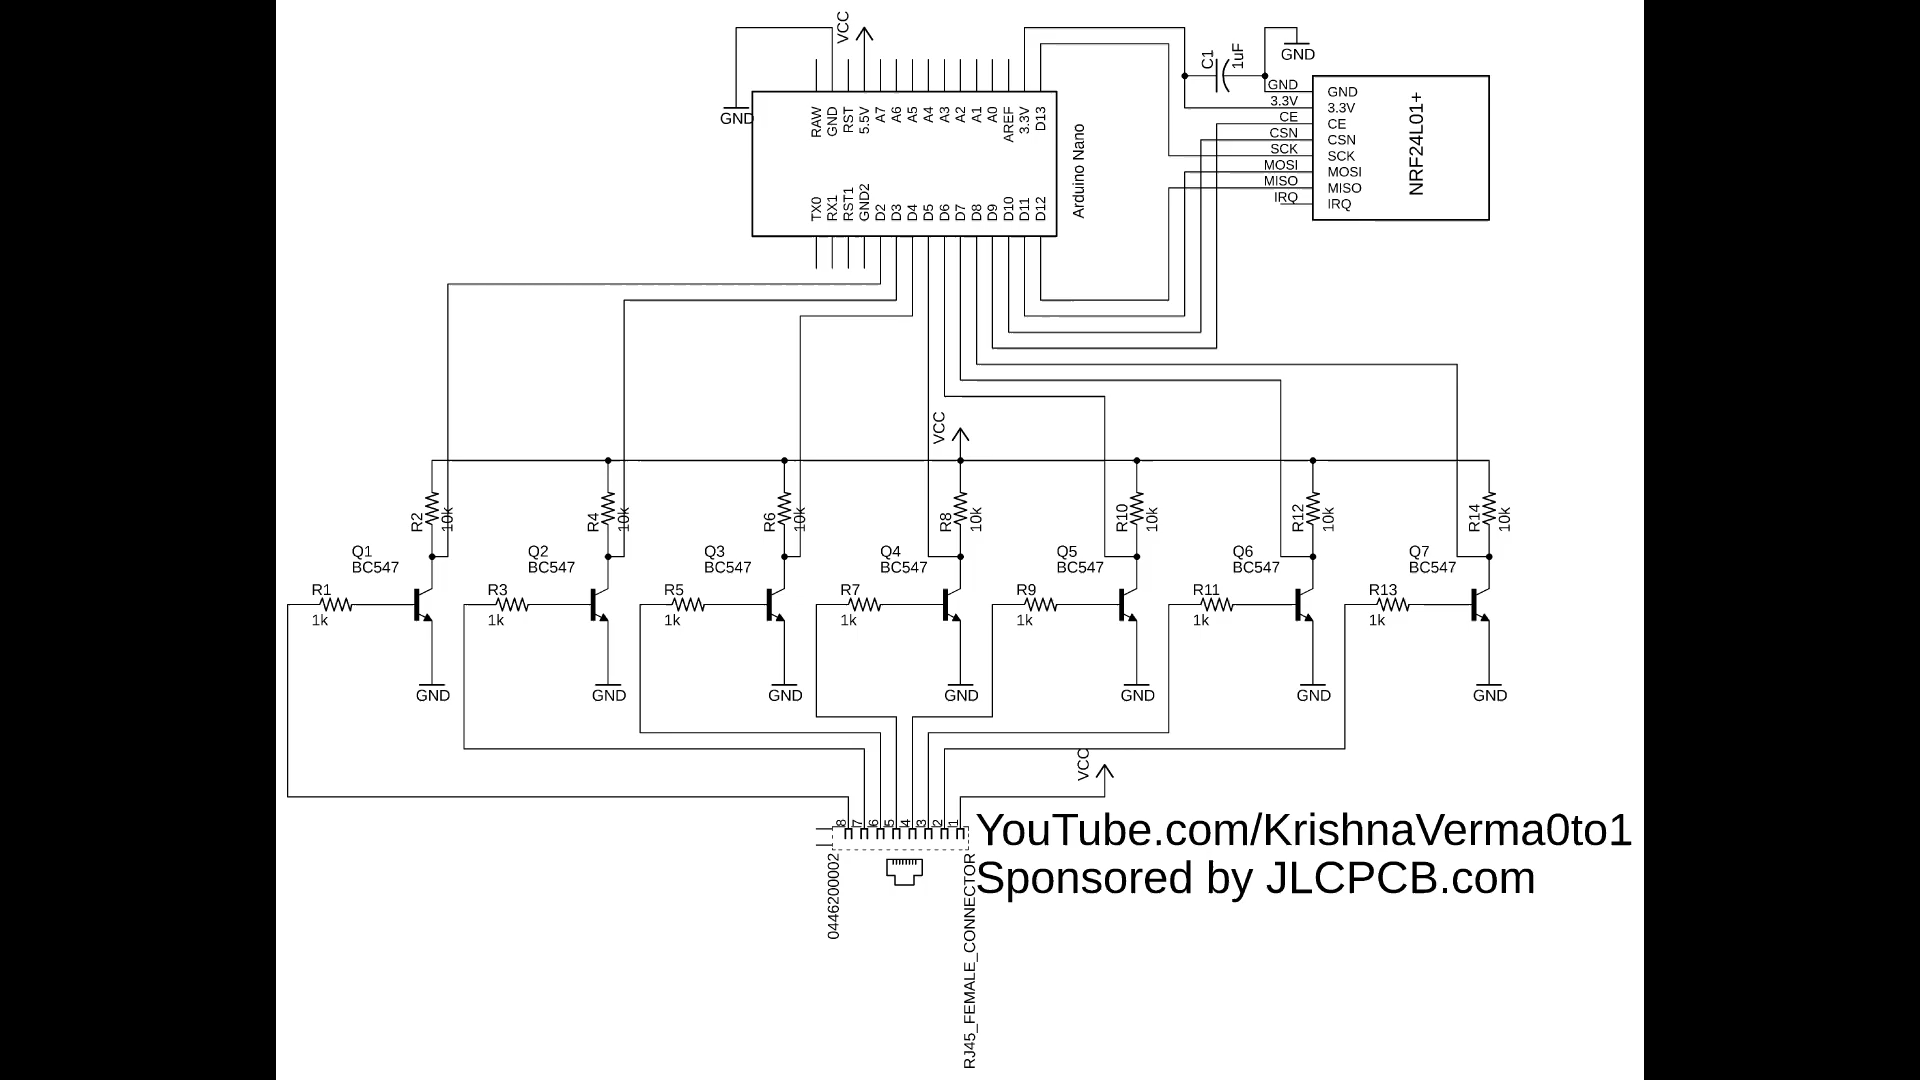 VCC
GND
C1
1uF
GND
RAW
GND
RST
5.5V
A7
A6
A5
A4
A3
A2
A1
A0
AREF
3.3V
D13
TX0
RX1
RST1
GND2
D2
D3
D4
D5
D6
D7
D8
D9
D10
D11
D12
Arduino Nano
GND
3.3V
CE
CSN
SCK
MOSI
MISO
IRQ
GND
3.3V
CE
CSN
SCK
MOSI
MISO
IRQ
NRF24L01+
VCC
R2
10k
R4
10k
R6
10k
R8
10k
R10
10k
R12
10k
R14
10k
Q1
BC547
Q2
BC547
Q3
BC547
Q4
BC547
Q5
BC547
Q6
BC547
Q7
BC547
R1
1k
R3
1k
R5
1k
R7
1k
R9
1k
R11
1k
R13
1k
GND
GND
GND
GND
GND
GND
GND
VCC
8
7
6
5
4
3
2
1
0446200002
RJ45_FEMALE_CONNECTOR
YouTube.com/KrishnaVerma0to1
Sponsored by JLCPCB.com